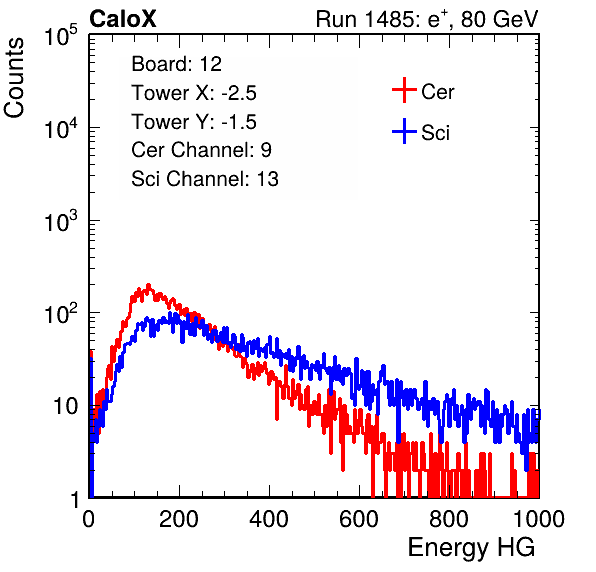 CaloX Run 1485: e⁺, 80 GeV
Counts
10⁵
10⁴
10³
10²
10
1
Board: 12
Tower X: -2.5
Tower Y: -1.5
Cer Channel: 9
Sci Channel: 13
Cer
Sci
0 200 400 600 800 1000
Energy HG